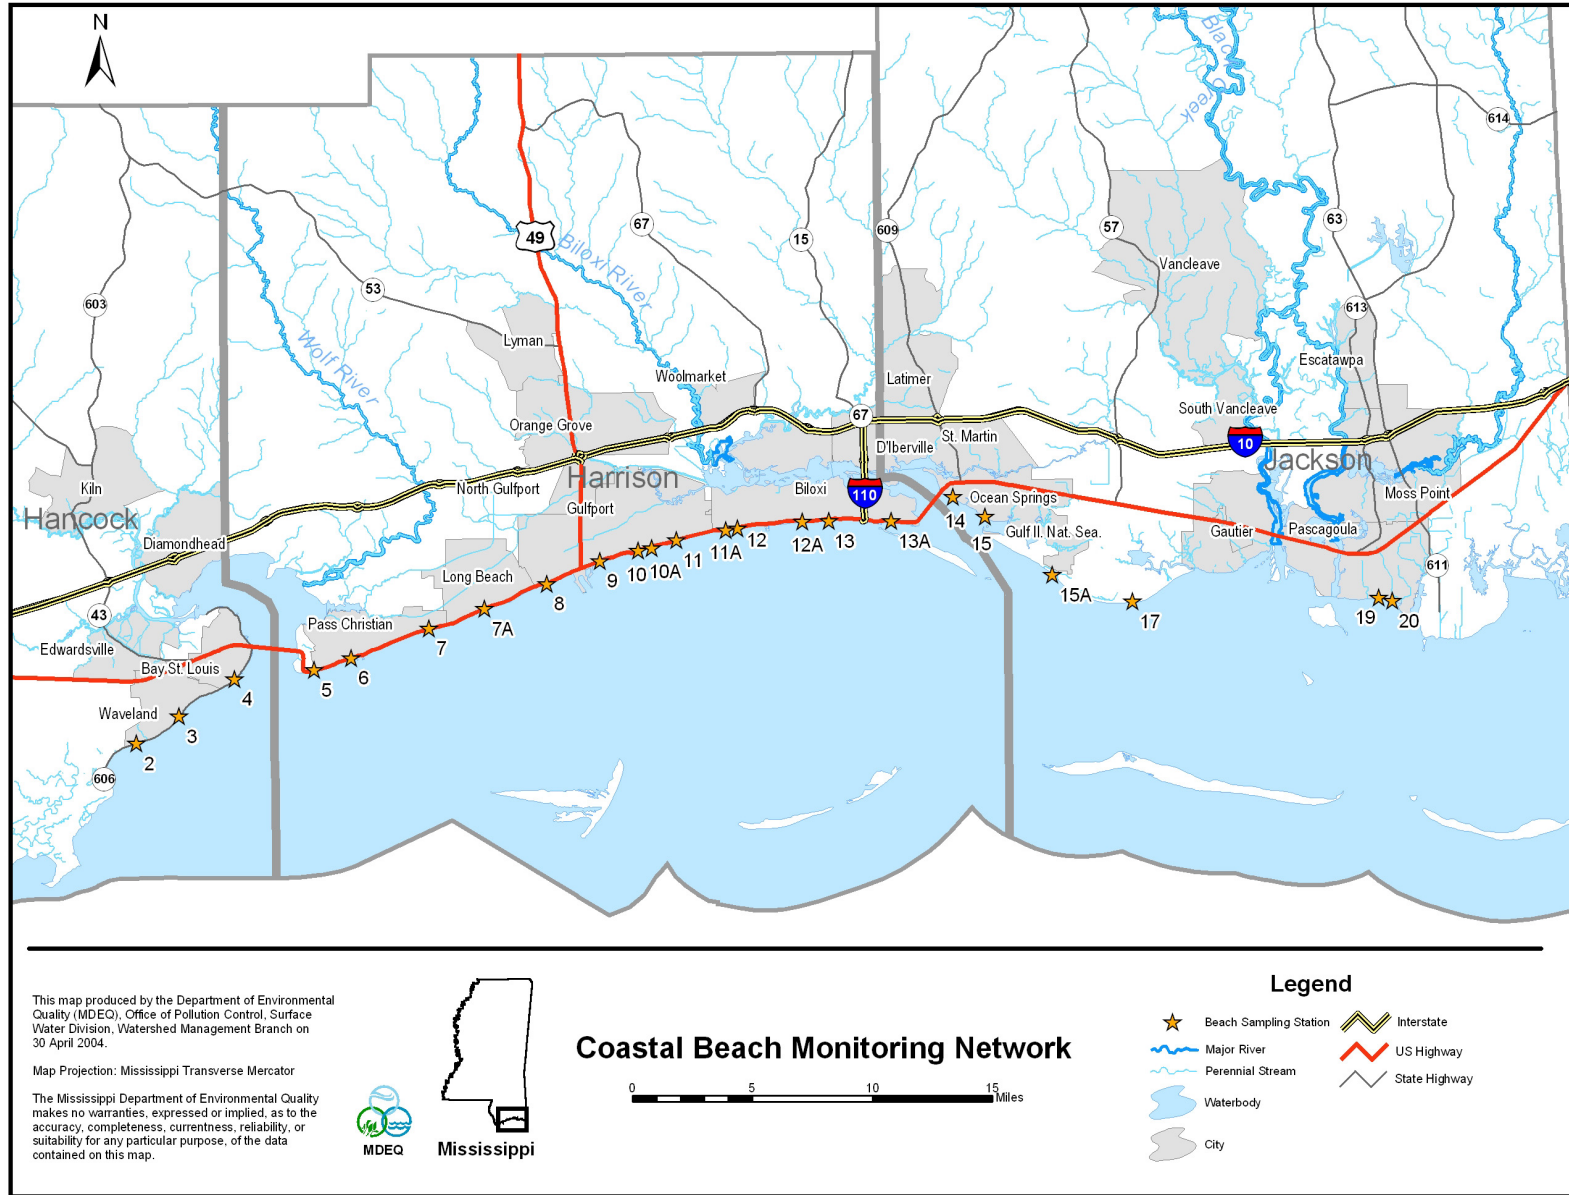 N
Black Creek
614
603
53
49
67
Biloxi River
15
609
57
63
Vancleave
613
Wolf River
Lyman
Woolmarket
Latimer
Escatawpa
Orange Grove
67
St. Martin
South Vancleave
10
D'Iberville
Jackson
Kiln
North Gulfport
Harrison
Biloxi
110
Ocean Springs
Moss Point
Hancock
Gulfport
14
Diamondhead
12A
13
13A
15
Gulf Il. Nat. Sea.
Gautier
Pascagoula
11A
12
11
10
10A
9
Long Beach
8
611
43
15A
17
19
20
Pass Christian
7A
7
Edwardsville
Bay St. Louis
6
5
4
Waveland
3
2
606
This map produced by the Department of Environmental
Quality (MDEQ), Office of Pollution Control, Surface
Water Division, Watershed Management Branch on
30 April 2004.
Map Projection: Mississippi Transverse Mercator
The Mississippi Department of Environmental Quality
makes no warranties, expressed or implied, as to the
accuracy, completeness, currentness, reliability, or
suitability for any particular purpose, of the data
contained on this map.
MDEQ
Mississippi
Coastal Beach Monitoring Network
0 5 10 15
Miles
Legend
Beach Sampling Station
Major River
Perennial Stream
Waterbody
City
Interstate
US Highway
State Highway